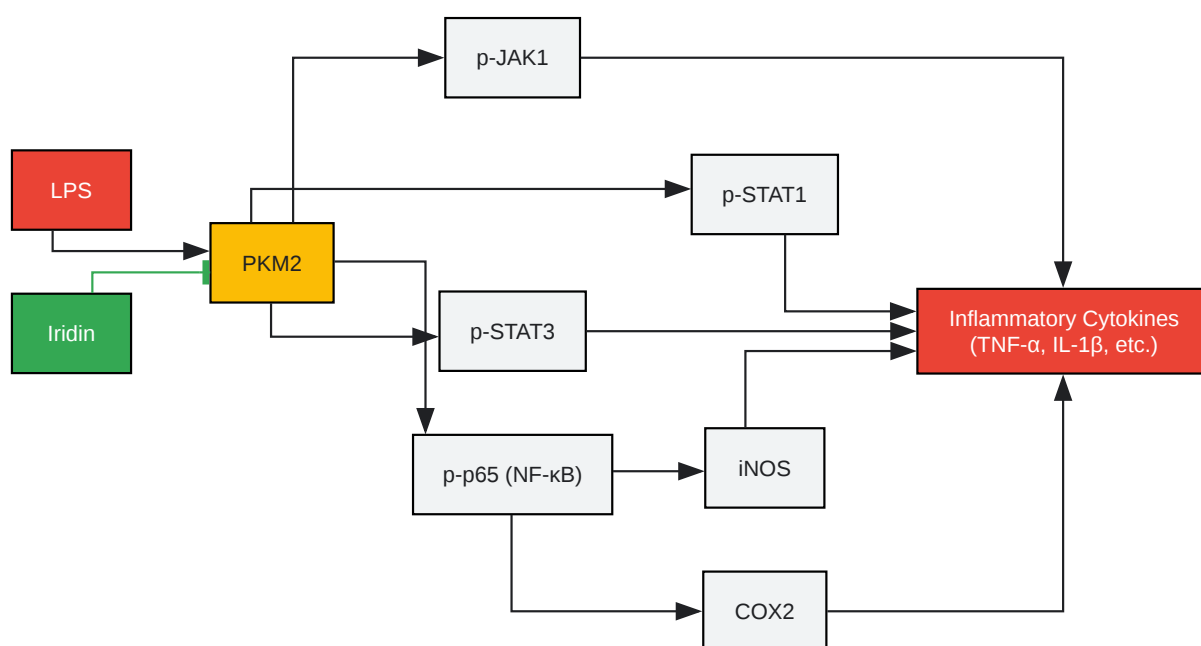 p-JAK1
LPS
p-STAT1
PKM2
Iridin
p-STAT3
Inflammatory Cytokines
(TNF-α, IL-1β, etc.)
p-p65 (NF-κB)
iNOS
COX2